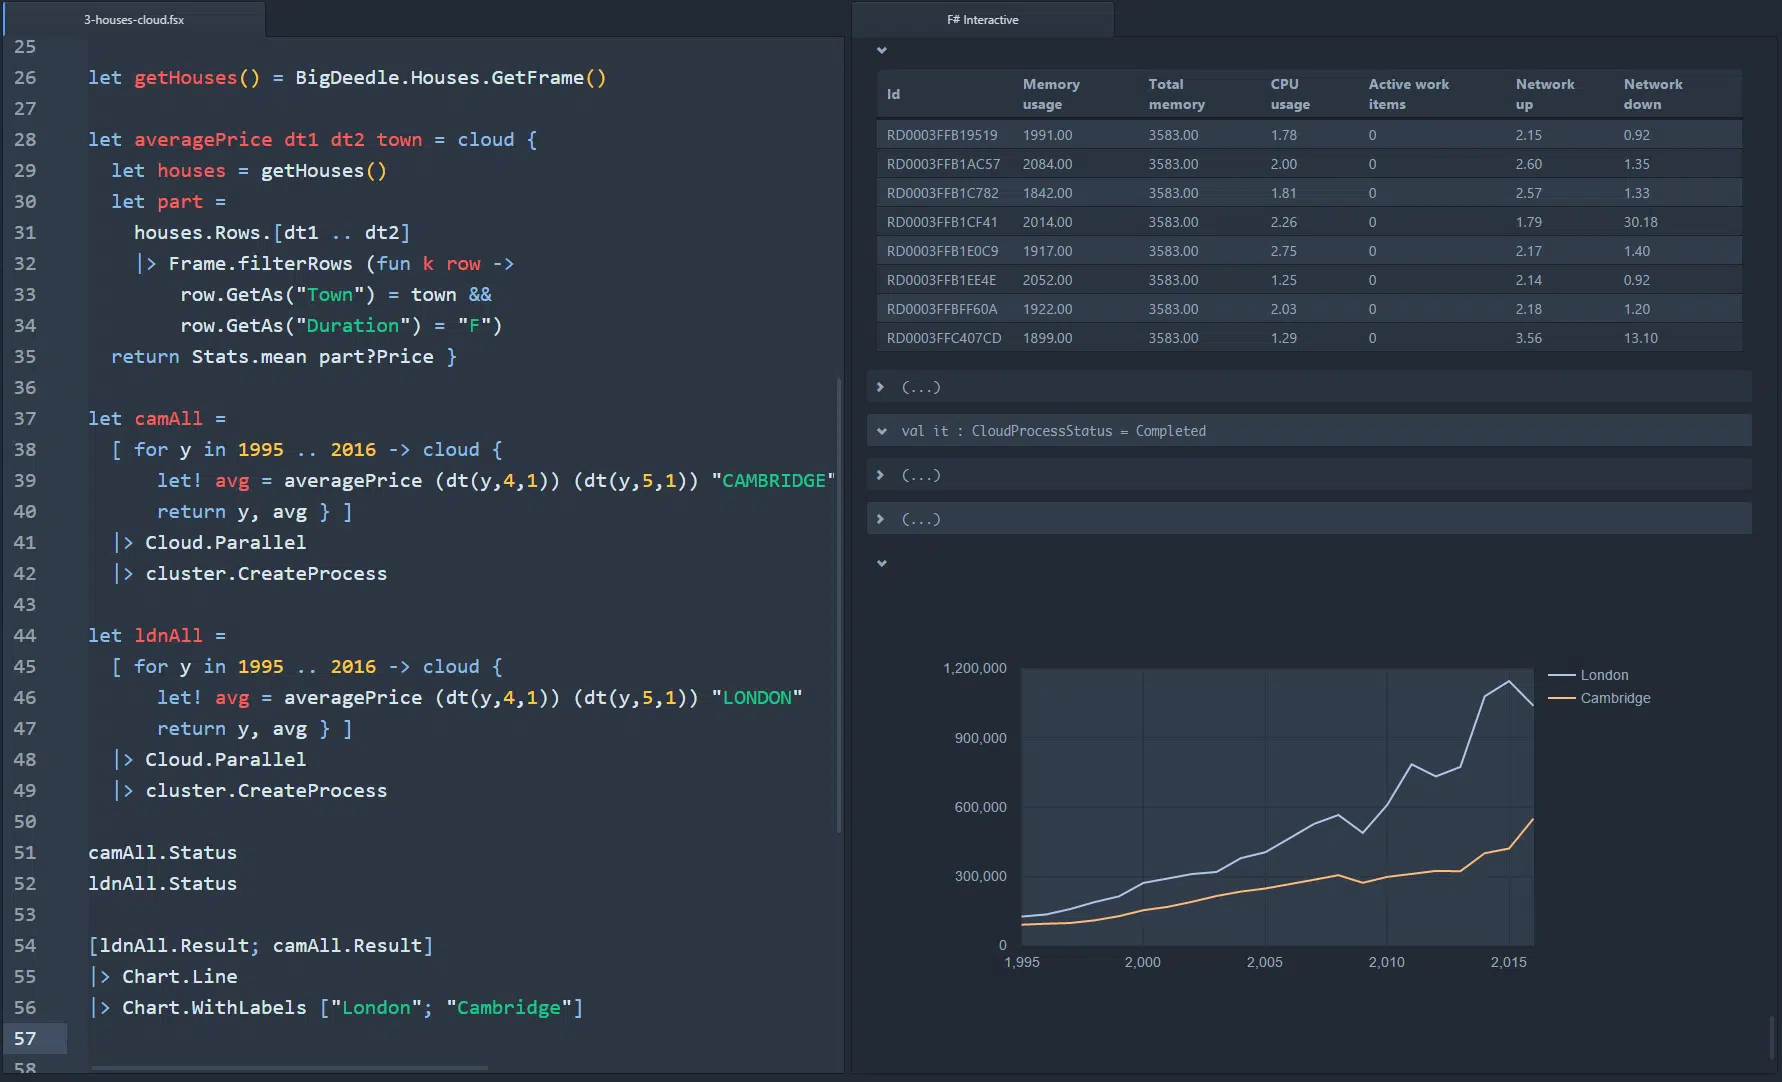 3-houses-cloud.fsx
25
26 let getHouses() = BigDeedle.Houses.GetFrame()
27
28 let averagePrice dt1 dt2 town = cloud {
29   let houses = getHouses()
30   let part =
31     houses.Rows.[dt1 .. dt2]
32     |> Frame.filterRows (fun k row ->
33         row.GetAs("Town") = town &&
34         row.GetAs("Duration") = "F")
35   return Stats.mean part?Price }
36
37 let camAll =
38   [ for y in 1995 .. 2016 -> cloud {
39       let! avg = averagePrice (dt(y,4,1)) (dt(y,5,1)) "CAMBRIDGE"
40       return y, avg } ]
41   |> Cloud.Parallel
42   |> cluster.CreateProcess
43
44 let ldnAll =
45   [ for y in 1995 .. 2016 -> cloud {
46       let! avg = averagePrice (dt(y,4,1)) (dt(y,5,1)) "LONDON"
47       return y, avg } ]
48   |> Cloud.Parallel
49   |> cluster.CreateProcess
50
51 camAll.Status
52 ldnAll.Status
53
54 [ldnAll.Result; camAll.Result]
55 |> Chart.Line
56 |> Chart.WithLabels ["London"; "Cambridge"]
57
58
F# Interactive
Id Memory usage Total memory CPU usage Active work items Network up Network down
RD0003FFB19519 1991.00 3583.00 1.78 0 2.15 0.92
RD0003FFB1AC57 2084.00 3583.00 2.00 0 2.60 1.35
RD0003FFB1C782 1842.00 3583.00 1.81 0 2.57 1.33
RD0003FFB1CF41 2014.00 3583.00 2.26 0 1.79 30.18
RD0003FFB1E0C9 1917.00 3583.00 2.75 0 2.17 1.40
RD0003FFB1EE4E 2052.00 3583.00 1.25 0 2.14 0.92
RD0003FFBFF60A 1922.00 3583.00 2.03 0 2.18 1.20
RD0003FFC407CD 1899.00 3583.00 1.29 0 3.56 13.10
(...)
val it : CloudProcessStatus = Completed
(...)
(...)
1,200,000
900,000
600,000
300,000
0
1,995 2,000 2,005 2,010 2,015
London
Cambridge